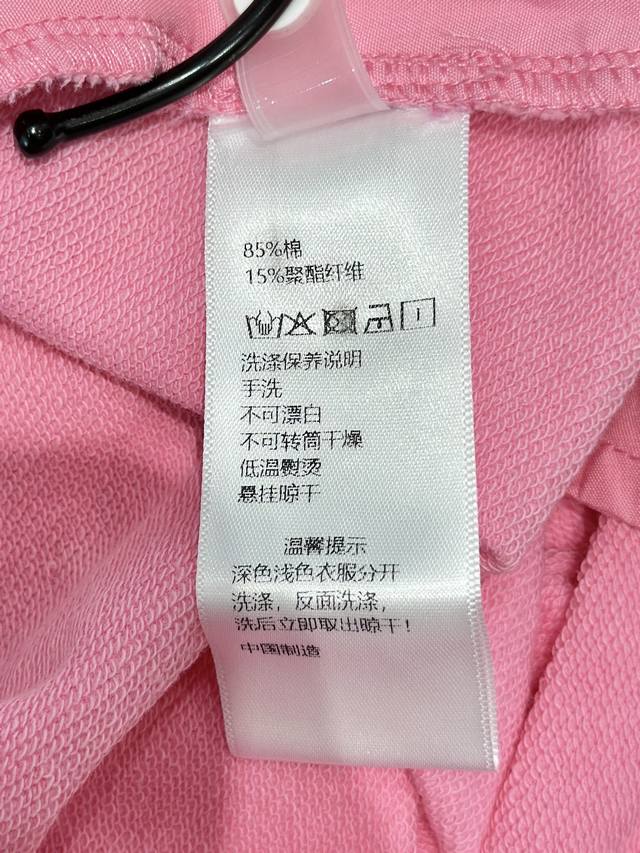 85%棉
15%聚酯纤维
洗涤保养说明
手洗
不可漂白
不可转筒干燥
低温熨烫
悬挂晾干
温馨提示
深色浅色衣服分开
洗涤，反面洗涤，
洗后立即取出晾干！
中国制造